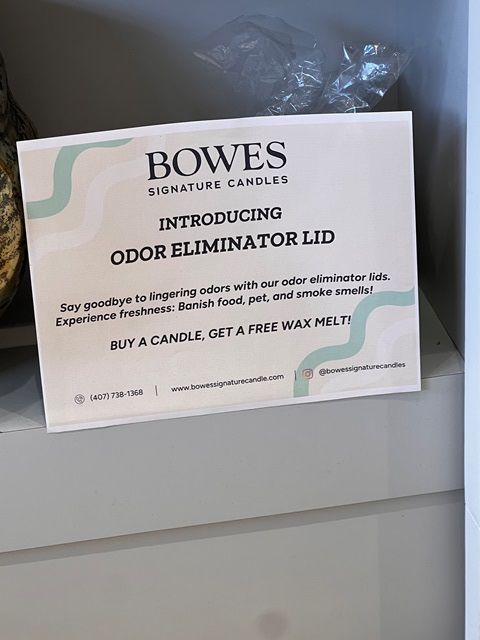 BOWES
SIGNATURE CANDLES
INTRODUCING
ODOR ELIMINATOR LID
Say goodbye to lingering odors with our odor eliminator lids.
Experience freshness: Banish food, pet, and smoke smells!
BUY A CANDLE, GET A FREE WAX MELT!
(407) 738-1368 | www.bowessignaturecandle.com | @bowessignaturecandles